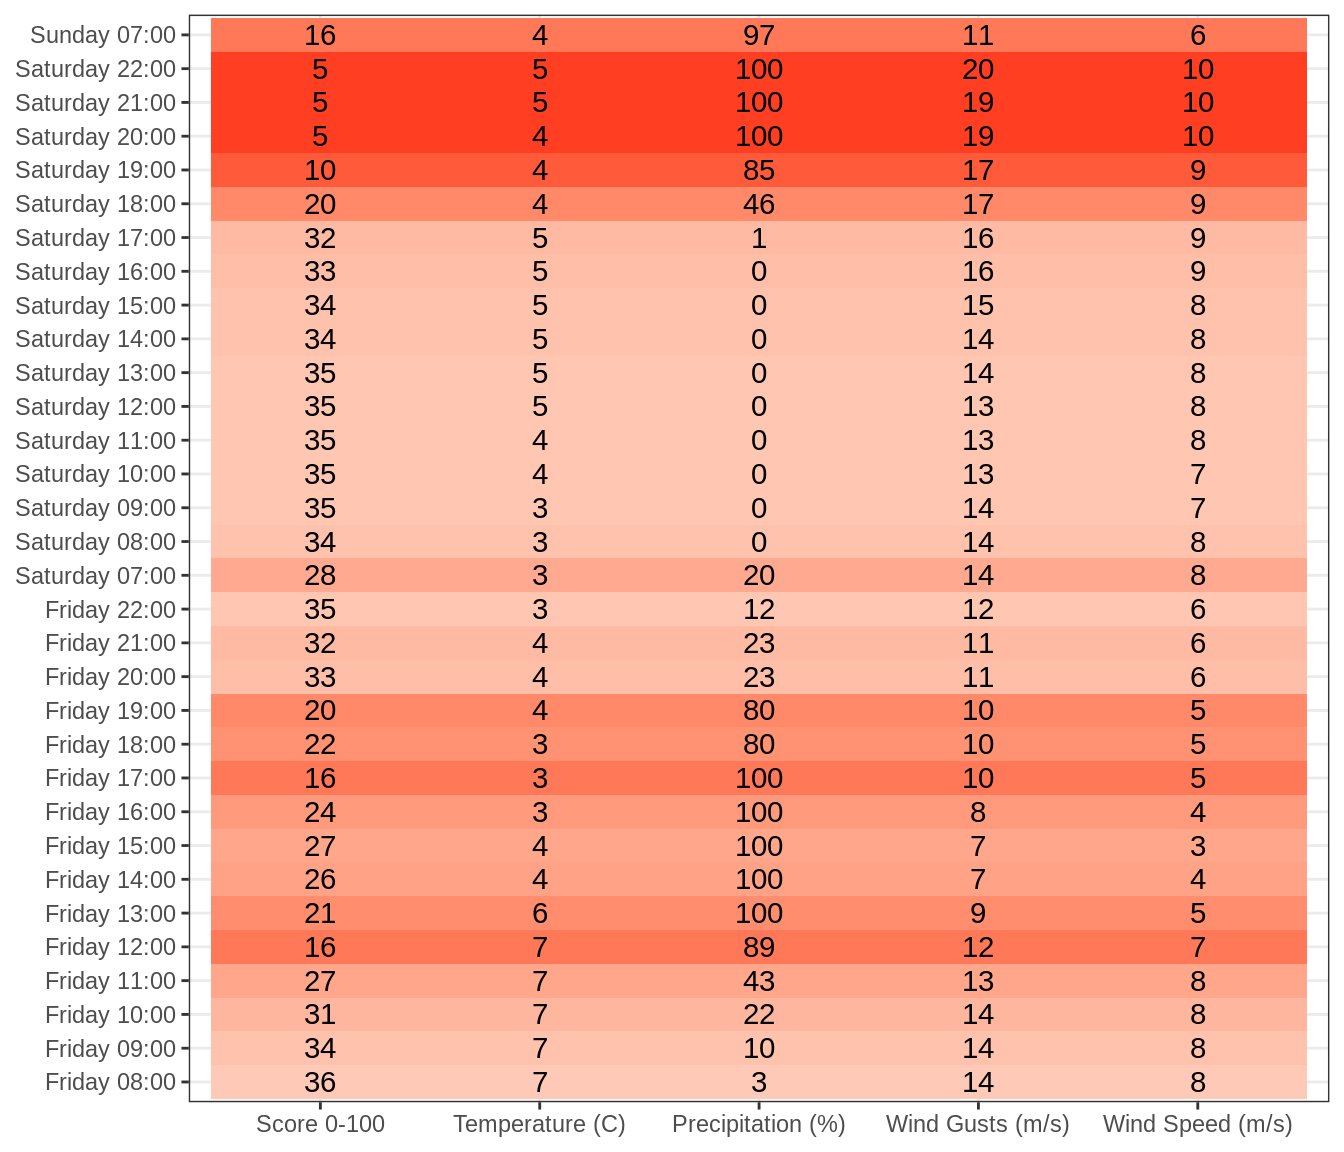 Sunday 07:00 16 4 97 11 6
Saturday 22:00 5 5 100 20 10
Saturday 21:00 5 5 100 19 10
Saturday 20:00 5 4 100 19 10
Saturday 19:00 10 4 85 17 9
Saturday 18:00 20 4 46 17 9
Saturday 17:00 32 5 1 16 9
Saturday 16:00 33 5 0 16 9
Saturday 15:00 34 5 0 15 8
Saturday 14:00 34 5 0 14 8
Saturday 13:00 35 5 0 14 8
Saturday 12:00 35 5 0 13 8
Saturday 11:00 35 4 0 13 8
Saturday 10:00 35 4 0 13 7
Saturday 09:00 35 3 0 14 7
Saturday 08:00 34 3 0 14 8
Saturday 07:00 28 3 20 14 8
Friday 22:00 35 3 12 12 6
Friday 21:00 32 4 23 11 6
Friday 20:00 33 4 23 11 6
Friday 19:00 20 4 80 10 5
Friday 18:00 22 3 80 10 5
Friday 17:00 16 3 100 10 5
Friday 16:00 24 3 100 8 4
Friday 15:00 27 4 100 7 3
Friday 14:00 26 4 100 7 4
Friday 13:00 21 6 100 9 5
Friday 12:00 16 7 89 12 7
Friday 11:00 27 7 43 13 8
Friday 10:00 31 7 22 14 8
Friday 09:00 34 7 10 14 8
Friday 08:00 36 7 3 14 8
Score 0-100 Temperature (C) Precipitation (%) Wind Gusts (m/s) Wind Speed (m/s)